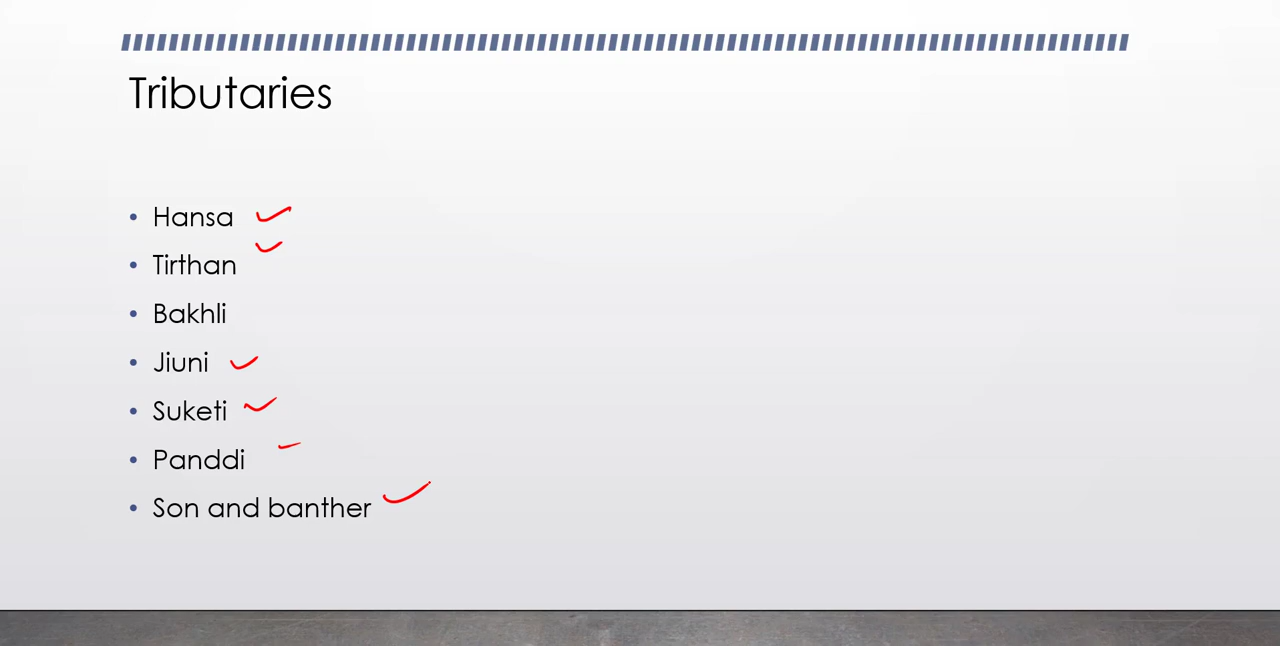 Tributaries
• Hansa
• Tirthan
• Bakhli
• Jiuni
• Suketi
• Panddi
• Son and banther